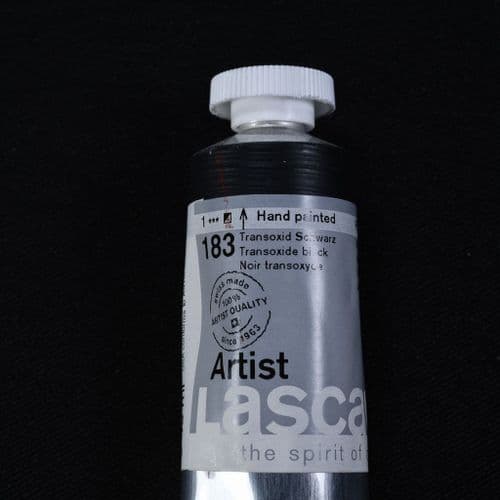 1 *** Hand painted
183 Transoxid Schwarz
Transoxide black
Noir transoxyde
swiss made
100%
ARTIST QUALITY
since 1963
Artist
Lasca
the spirit of